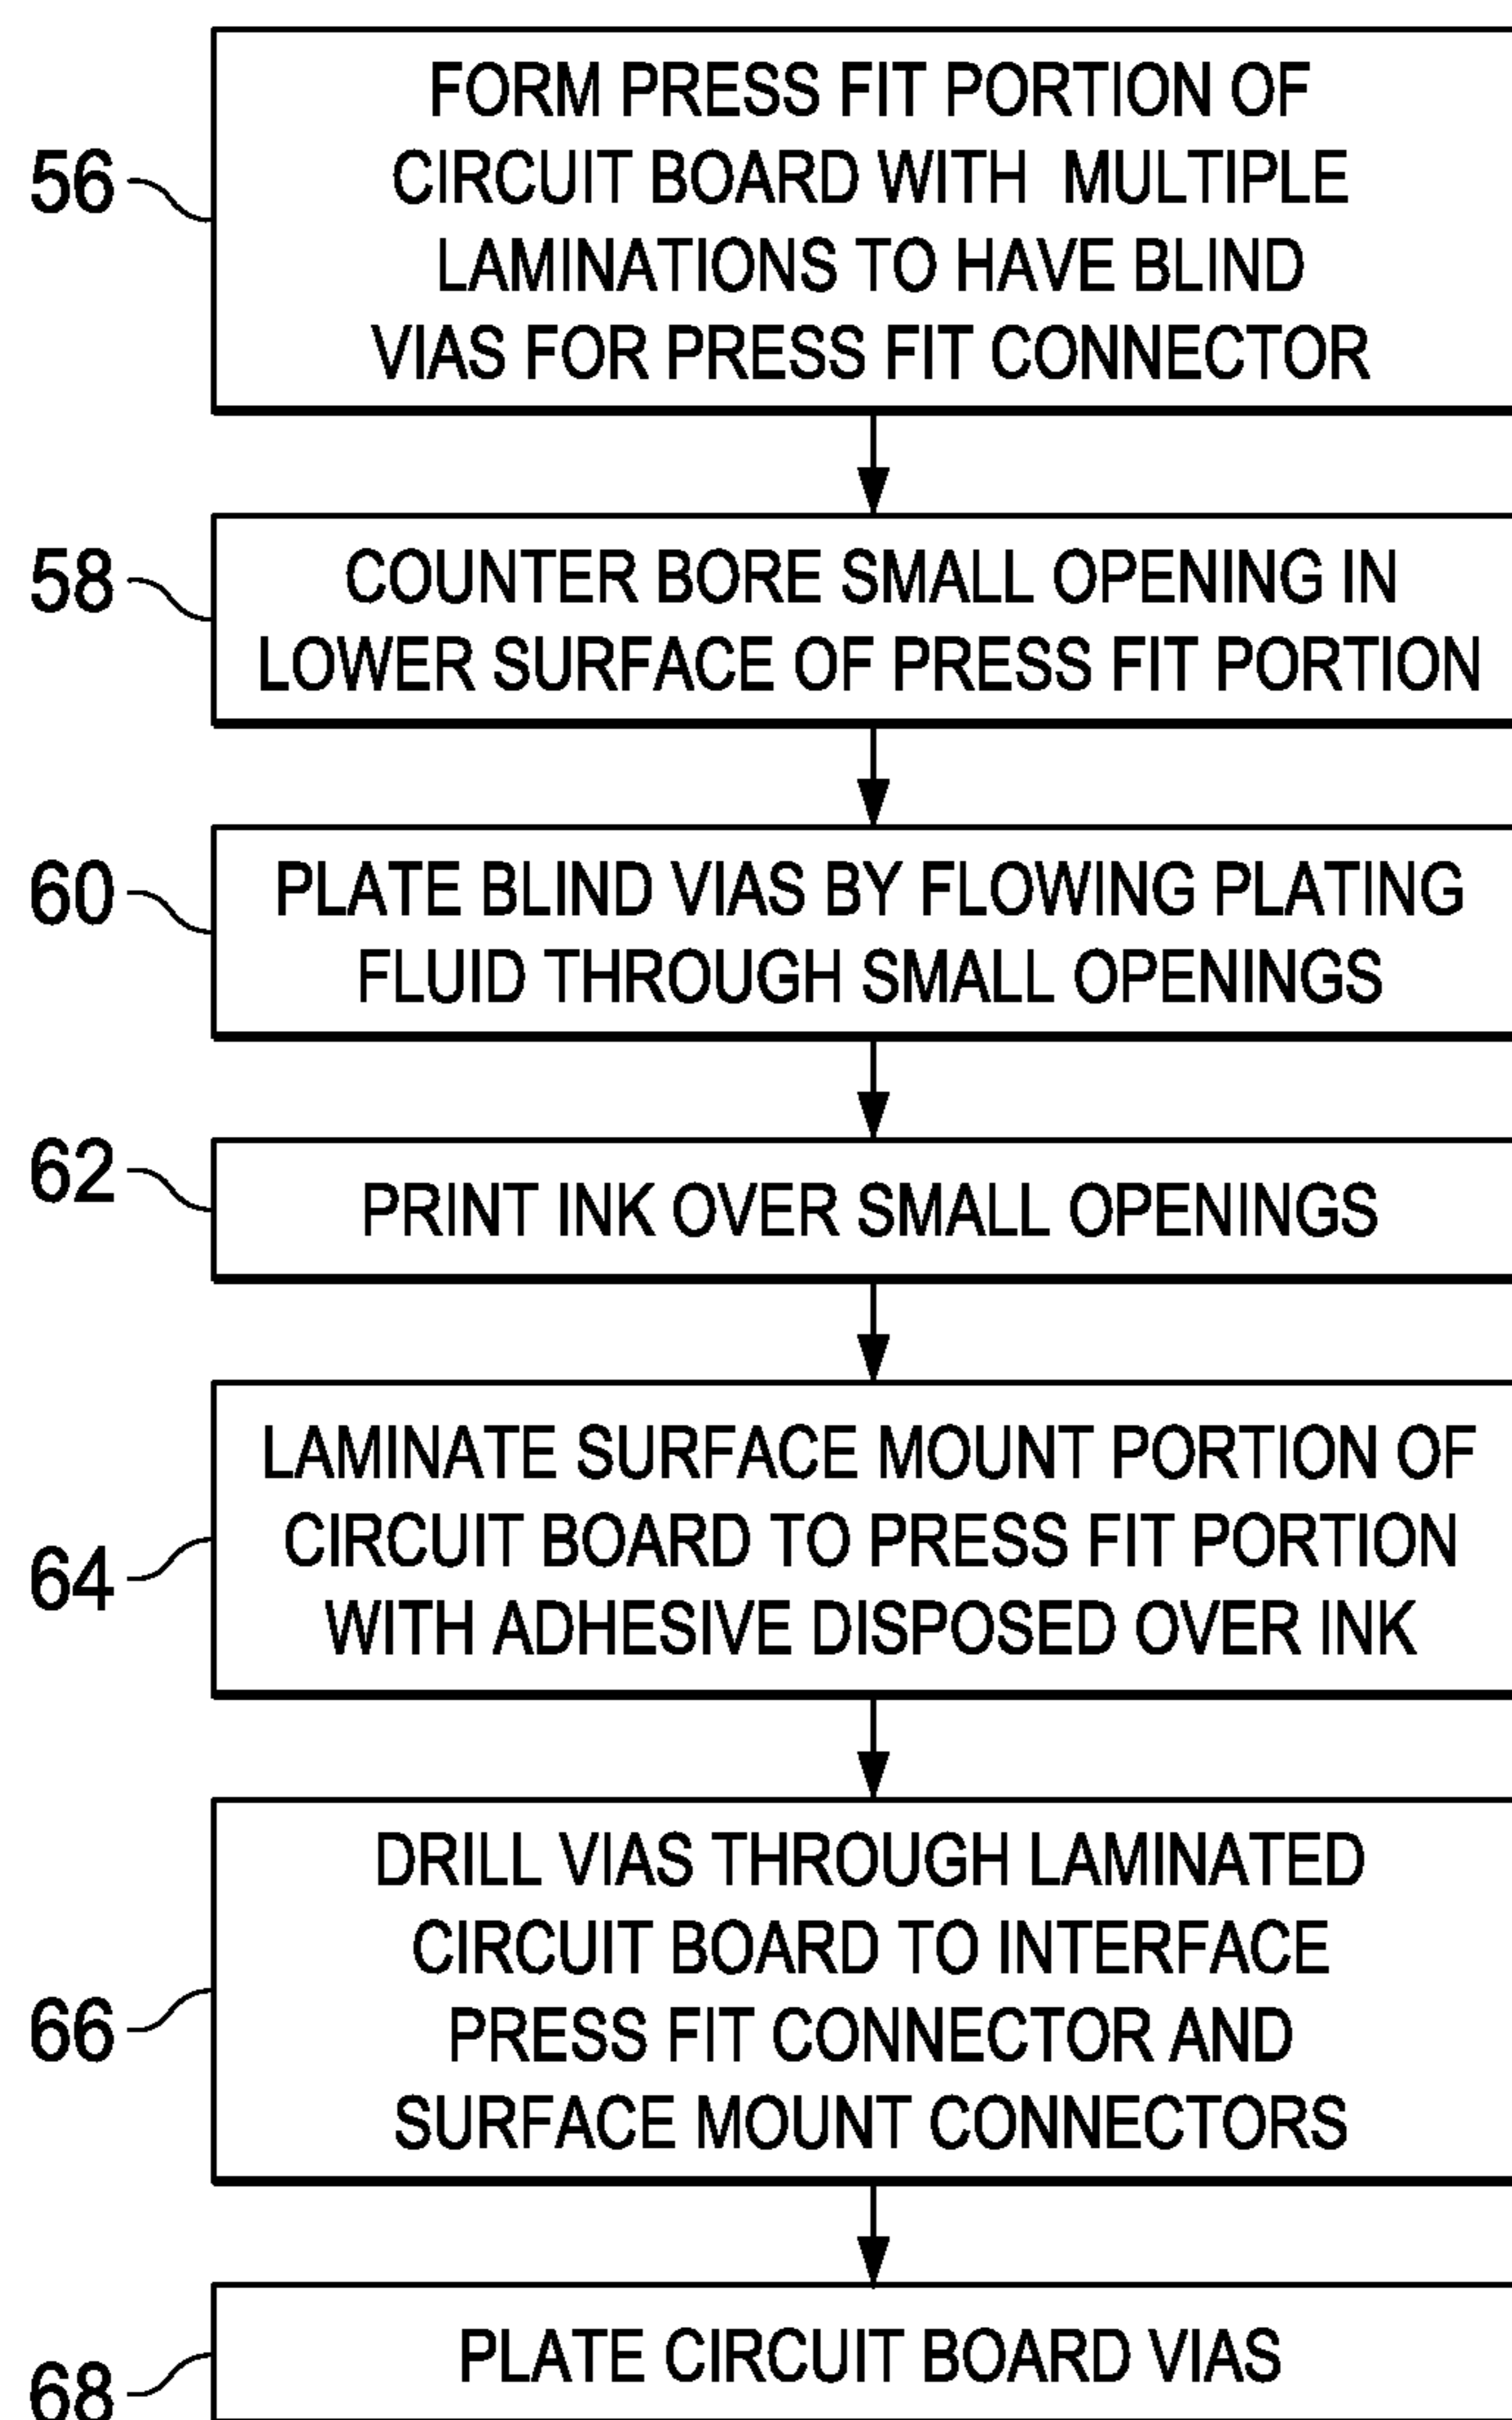 56
FORM PRESS FIT PORTION OF
CIRCUIT BOARD WITH MULTIPLE
LAMINATIONS TO HAVE BLIND
VIAS FOR PRESS FIT CONNECTOR
58
COUNTER BORE SMALL OPENING IN
LOWER SURFACE OF PRESS FIT PORTION
60
PLATE BLIND VIAS BY FLOWING PLATING
FLUID THROUGH SMALL OPENINGS
62
PRINT INK OVER SMALL OPENINGS
64
LAMINATE SURFACE MOUNT PORTION OF
CIRCUIT BOARD TO PRESS FIT PORTION
WITH ADHESIVE DISPOSED OVER INK
66
DRILL VIAS THROUGH LAMINATED
CIRCUIT BOARD TO INTERFACE
PRESS FIT CONNECTOR AND
SURFACE MOUNT CONNECTORS
68
PLATE CIRCUIT BOARD VIAS